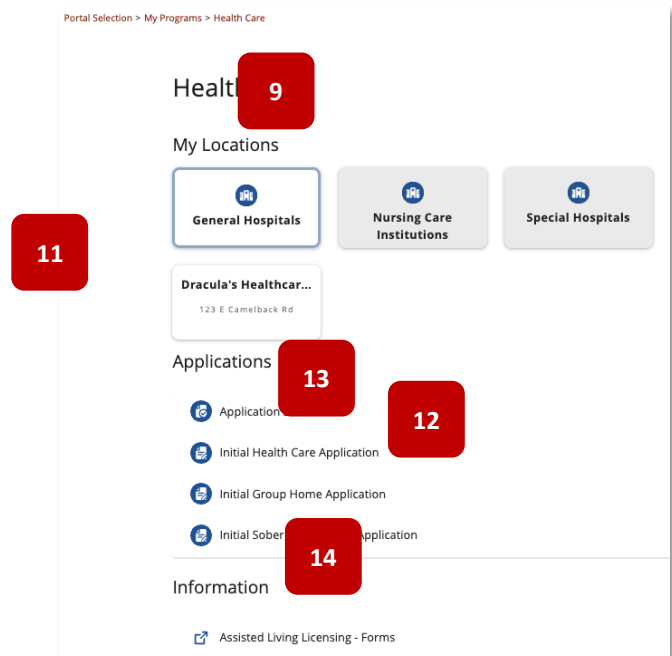 Portal Selection > My Programs > Health Care
9
My Locations
General Hospitals
Nursing Care
Institutions
Special Hospitals
11
Dracula's Healthcar...
123 E Camelback Rd
Applications
13
Application
12
Initial Health Care Application
Initial Group Home Application
Initial Sober
14
Information
Assisted Living Licensing - Forms